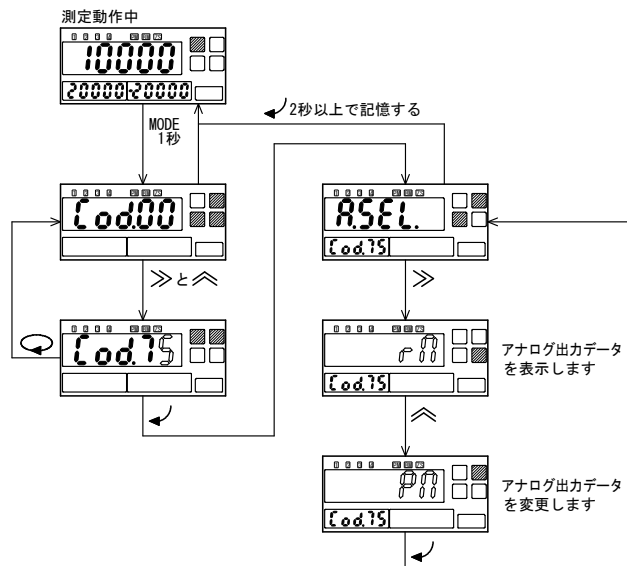 測定動作中
10000
20000 -20000
MODE
1秒
2秒以上で記憶する
Cod.00
A.SEL.
Cod.75
≫と︽
≫
Cod.75
rM
Cod.75
アナログ出力データ
を表示します
︽
PM
Cod.75
アナログ出力データ
を変更します